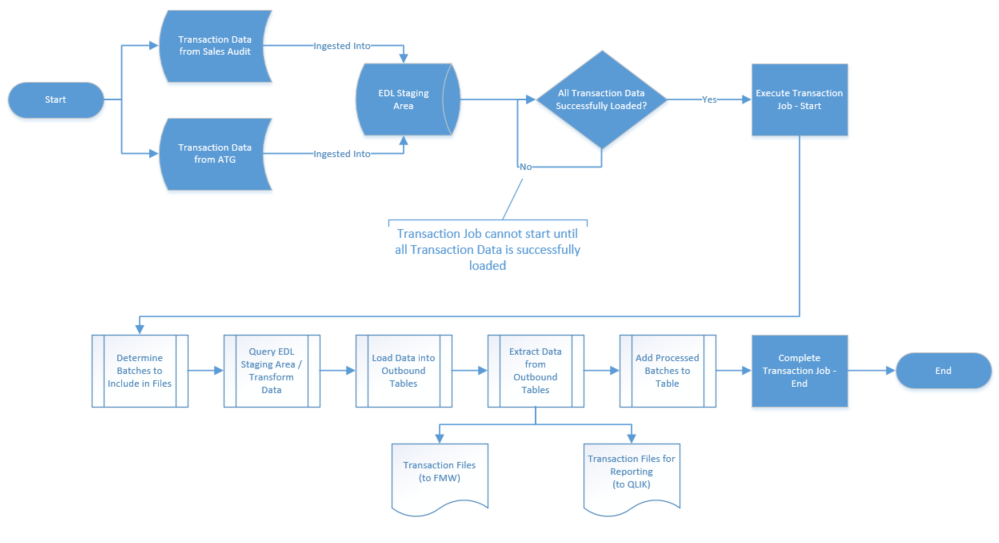 Start
Transaction Data
from Sales Audit
Ingested Into
Transaction Data
from ATG
Ingested Into
EDL Staging
Area
All Transaction Data
Successfully Loaded?
Yes
No
Transaction Job cannot start until
all Transaction Data is successfully
loaded
Execute Transaction
Job - Start
Determine
Batches to
Include in Files
Query EDL
Staging Area /
Transform
Data
Load Data into
Outbound
Tables
Extract Data
from
Outbound
Tables
Add Processed
Batches to
Table
Complete
Transaction Job -
End
End
Transaction Files
(to FMW)
Transaction Files for
Reporting
(to QLIK)